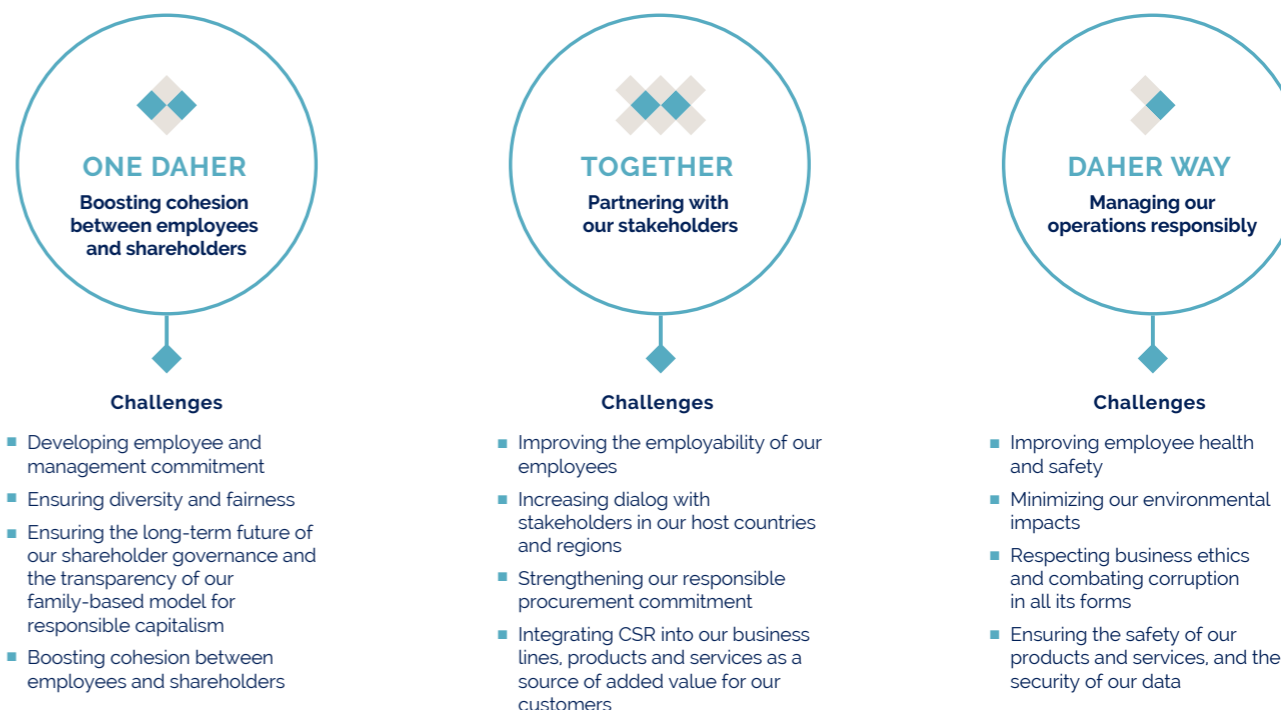 ONE DAHER
Boosting cohesion
between employees
and shareholders
Challenges
Developing employee and
management commitment
Ensuring diversity and fairness
Ensuring the long-term future of
our shareholder governance and
the transparency of our
family-based model for
responsible capitalism
Boosting cohesion between
employees and shareholders
TOGETHER
Partnering with
our stakeholders
Challenges
Improving the employability of our
employees
Increasing dialog with
stakeholders in our host countries
and regions
Strengthening our responsible
procurement commitment
Integrating CSR into our business
lines, products and services as a
source of added value for our
customers
DAHER WAY
Managing our
operations responsibly
Challenges
Improving employee health
and safety
Minimizing our environmental
impacts
Respecting business ethics
and combating corruption
in all its forms
Ensuring the safety of our
products and services, and the
security of our data